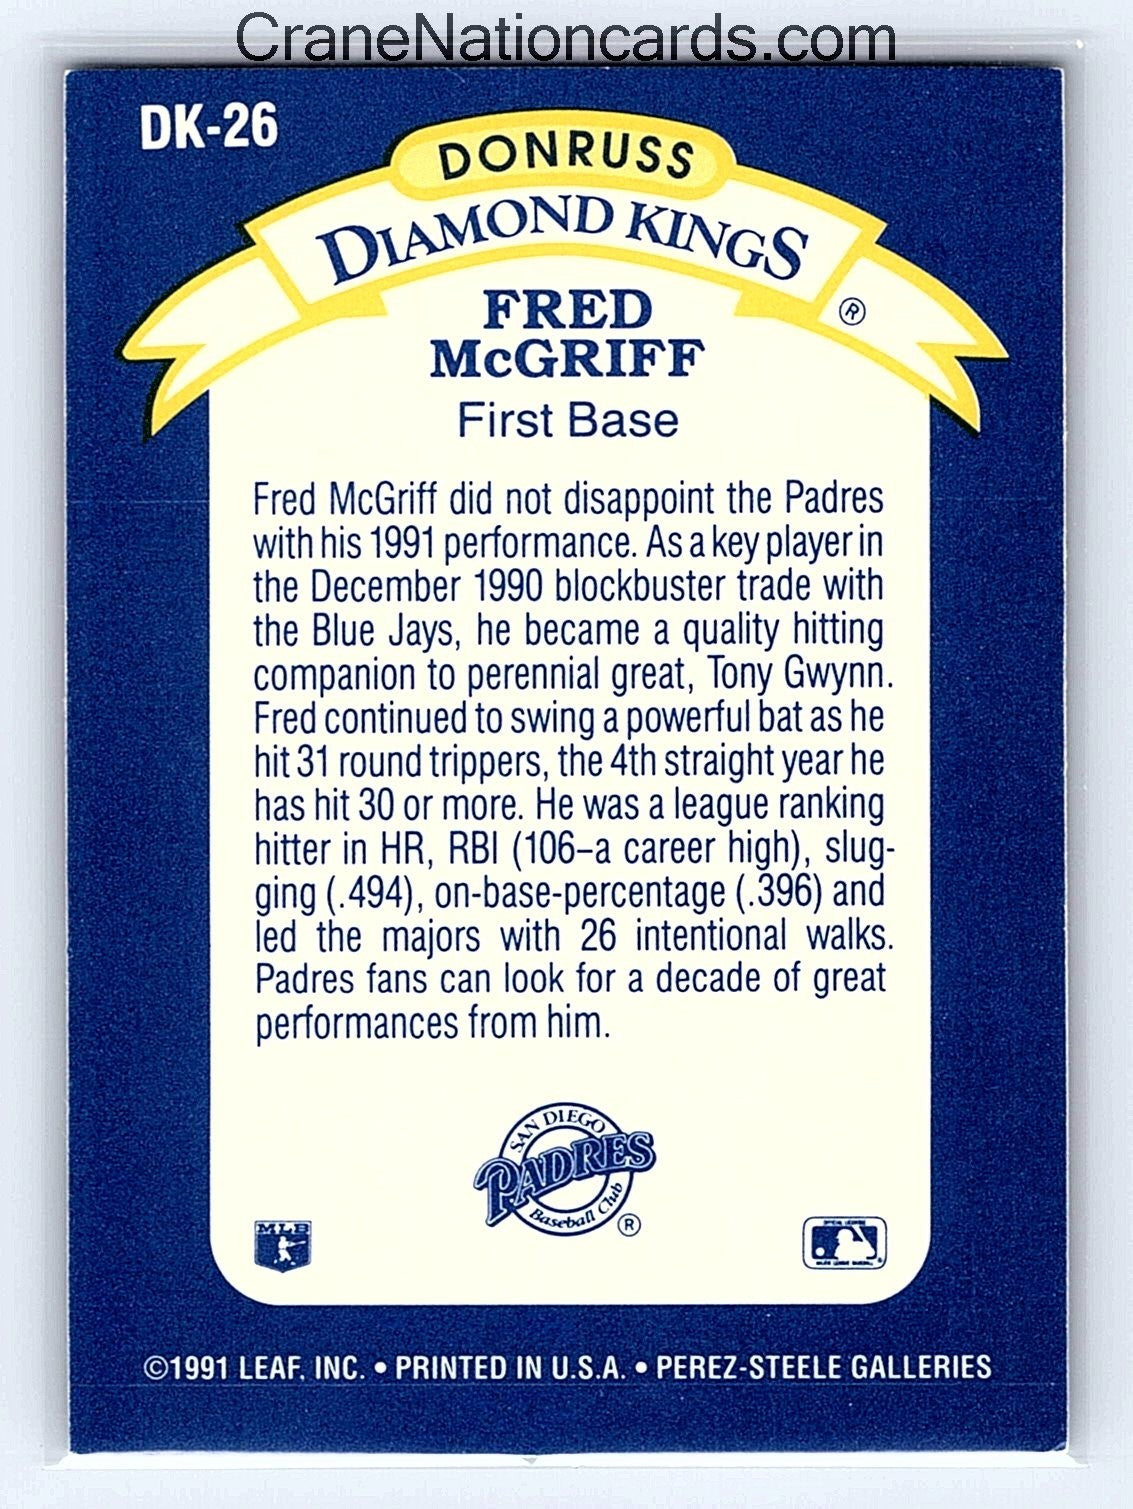 CraneNationcards.com
DK-26
DONRUSS
DIAMOND KINGS
®
FRED
McGRIFF
First Base
Fred McGriff did not disappoint the Padres
with his 1991 performance. As a key player in
the December 1990 blockbuster trade with
the Blue Jays, he became a quality hitting
companion to perennial great, Tony Gwynn.
Fred continued to swing a powerful bat as he
hit 31 round trippers, the 4th straight year he
has hit 30 or more. He was a league ranking
hitter in HR, RBI (106–a career high), slug-
ging (.494), on-base-percentage (.396) and
led the majors with 26 intentional walks.
Padres fans can look for a decade of great
performances from him.
SAN DIEGO
PADRES
Baseball Club
®
MLB
©1991 LEAF, INC. • PRINTED IN U.S.A. • PEREZ-STEELE GALLERIES